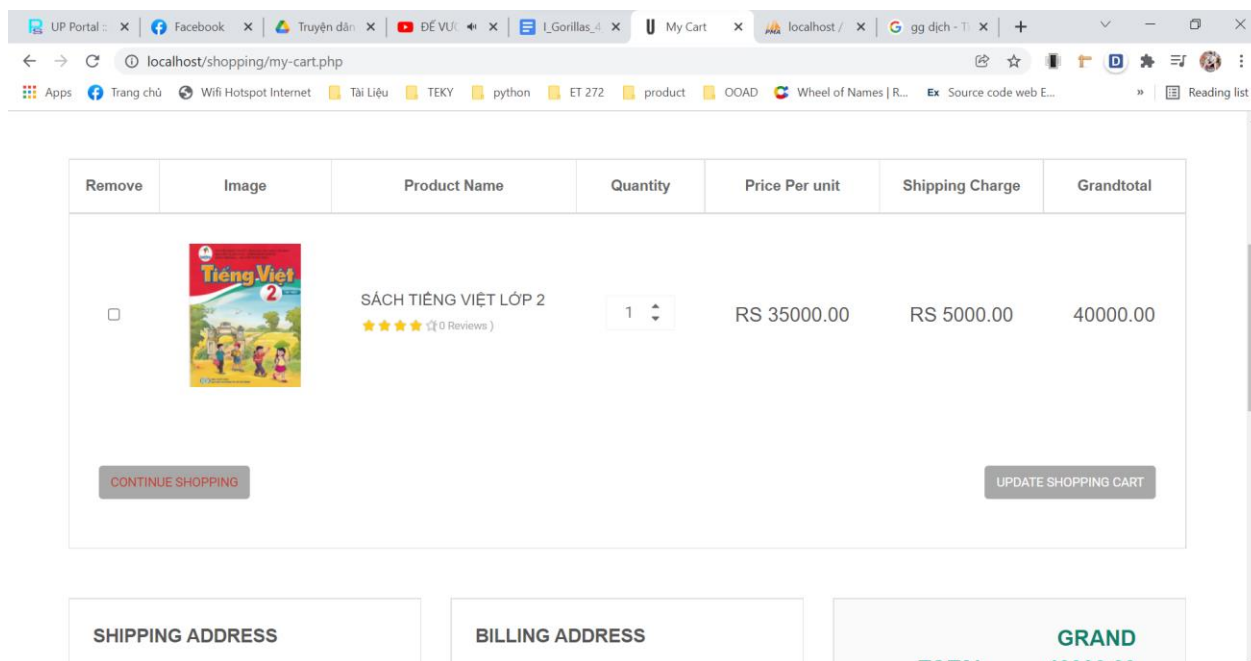 UP Portal ::
Facebook
Truyện dân
ĐẾ VƯƠ
I_Gorillas_4
My Cart
localhost /
gg dịch - Tì
localhost/shopping/my-cart.php
Apps Trang chủ Wifi Hotspot Internet Tài Liệu TEKY python ET 272 product OOAD Wheel of Names | R... Ex Source code web E... » Reading list
Remove Image Product Name Quantity Price Per unit Shipping Charge Grandtotal
Tiếng Việt
2
SÁCH TIẾNG VIỆT LỚP 2
( 0 Reviews )
1
RS 35000.00
RS 5000.00
40000.00
CONTINUE SHOPPING
UPDATE SHOPPING CART
SHIPPING ADDRESS
BILLING ADDRESS
GRAND